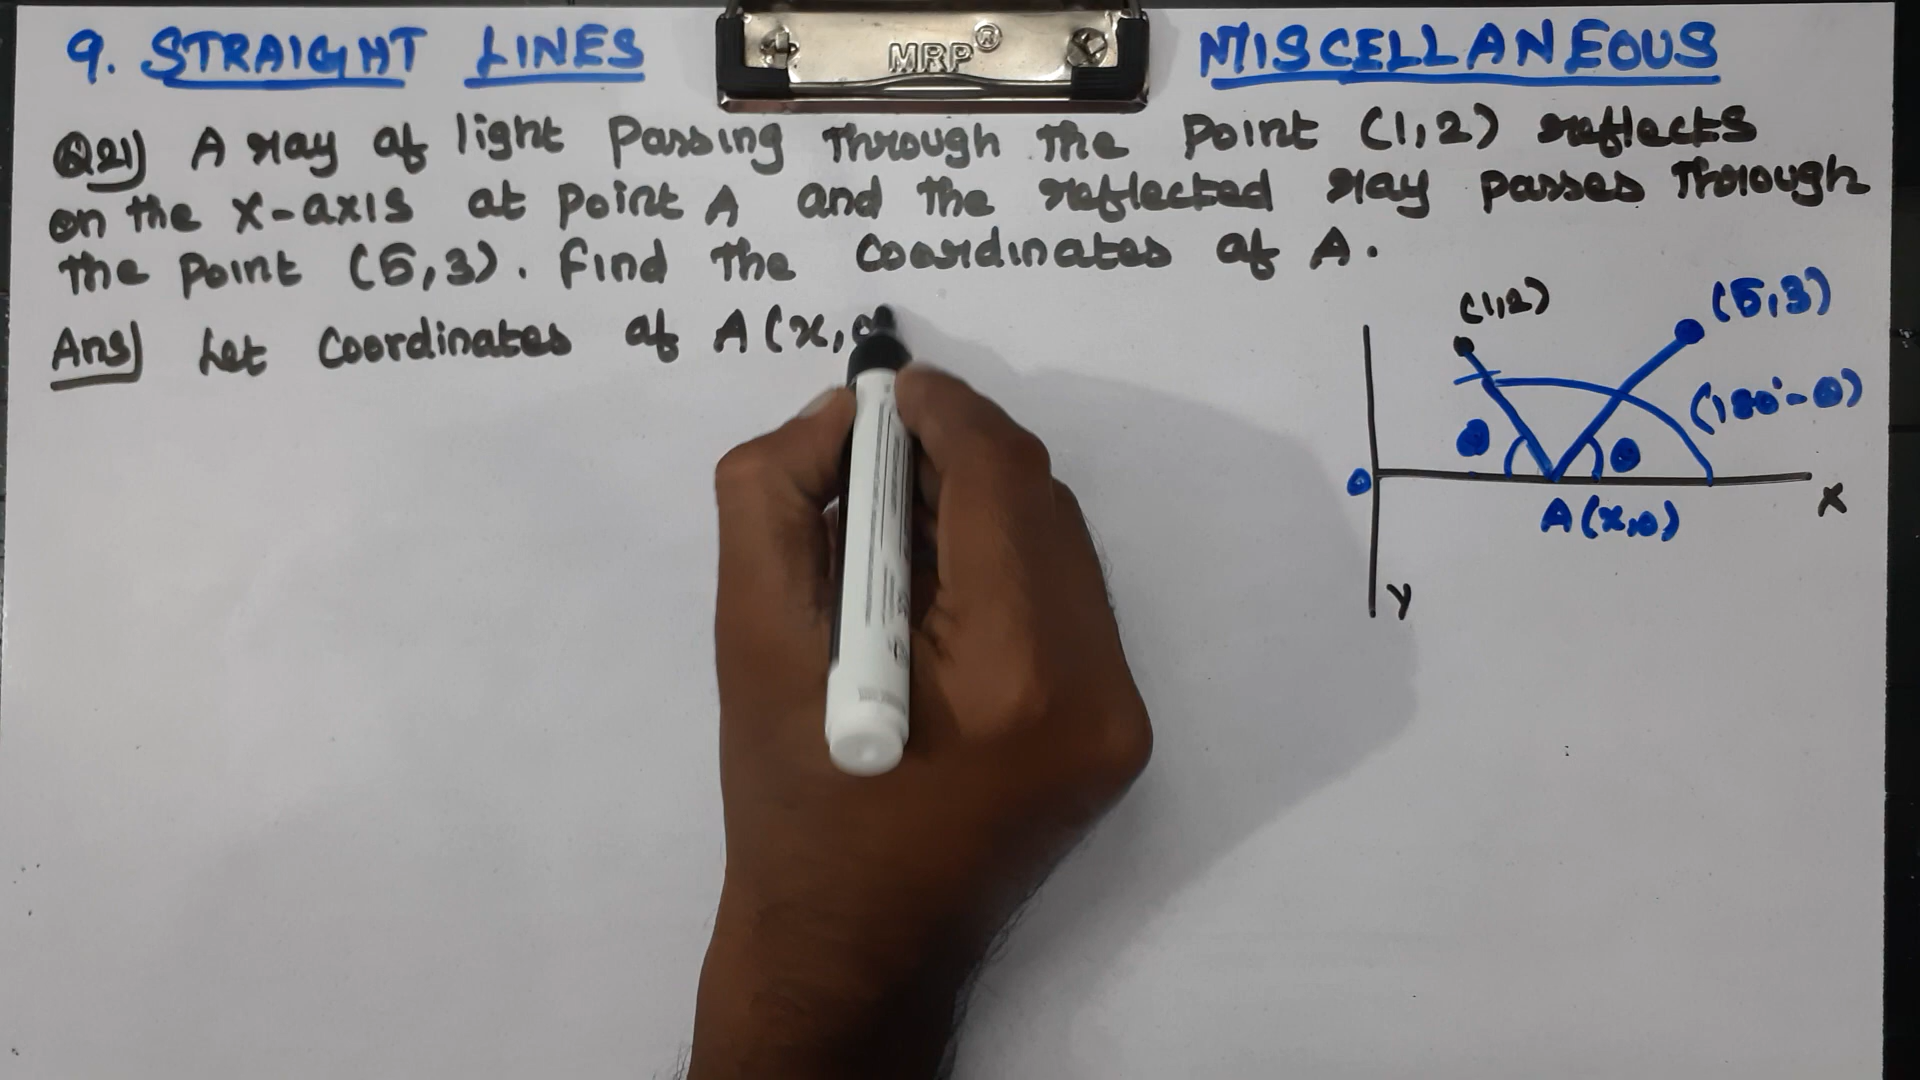 9. STRAIGHT LINES
MRP®
MISCELLANEOUS
Q21) A ray of light Passing Through The Point (1,2) reflects
on the X-axis at point A and the reflected ray passes Through
the Point (5,3). Find The Coordinates of A.
Ans) Let Coordinates of A(x,0
(1,2)
(5,3)
(180°-θ)
θ
θ
0
A(x,0)
X
Y